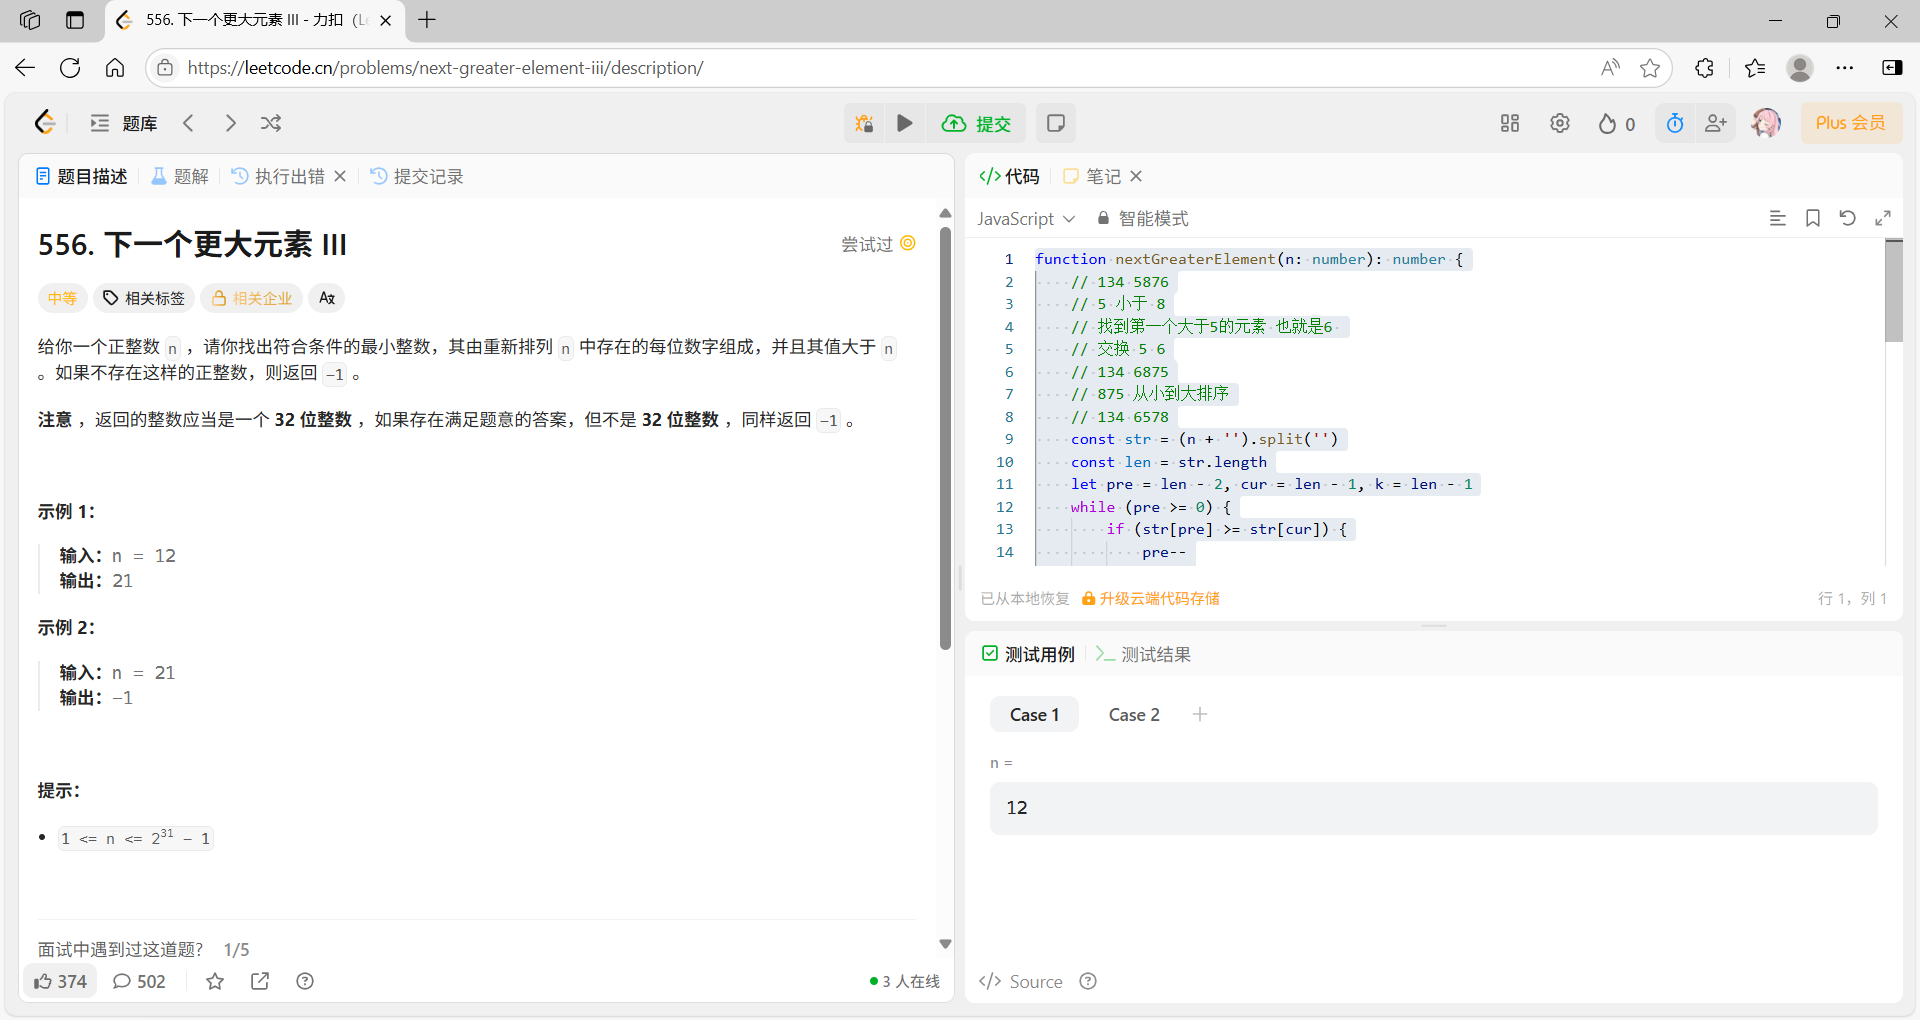 556. 下一个更大元素 III - 力扣（Le
https://leetcode.cn/problems/next-greater-element-iii/description/
题库
提交
0
Plus 会员
题目描述
题解
执行出错
提交记录
556. 下一个更大元素 III
尝试过
中等
相关标签
相关企业
给你一个正整数 n ，请你找出符合条件的最小整数，其由重新排列 n 中存在的每位数字组成，并且其值大于 n
。如果不存在这样的正整数，则返回 -1 。
注意 ，返回的整数应当是一个 32 位整数 ，如果存在满足题意的答案，但不是 32 位整数 ，同样返回 -1 。
示例 1：
输入：n = 12
输出：21
示例 2：
输入：n = 21
输出：-1
提示：
1 <= n <= 2^31 - 1
面试中遇到过这道题? 1/5
374
502
3 人在线
代码
笔记
JavaScript
智能模式
1 function nextGreaterElement(n: number): number {
2 // 134 5876
3 // 5 小于 8
4 // 找到第一个大于5的元素 也就是6
5 // 交换 5 6
6 // 134 6875
7 // 875 从小到大排序
8 // 134 6578
9 const str = (n + '').split('')
10 const len = str.length
11 let pre = len - 2, cur = len - 1, k = len - 1
12 while (pre >= 0) {
13 if (str[pre] >= str[cur]) {
14 pre--
已从本地恢复
升级云端代码存储
行 1，列 1
测试用例
测试结果
Case 1
Case 2
n =
12
Source